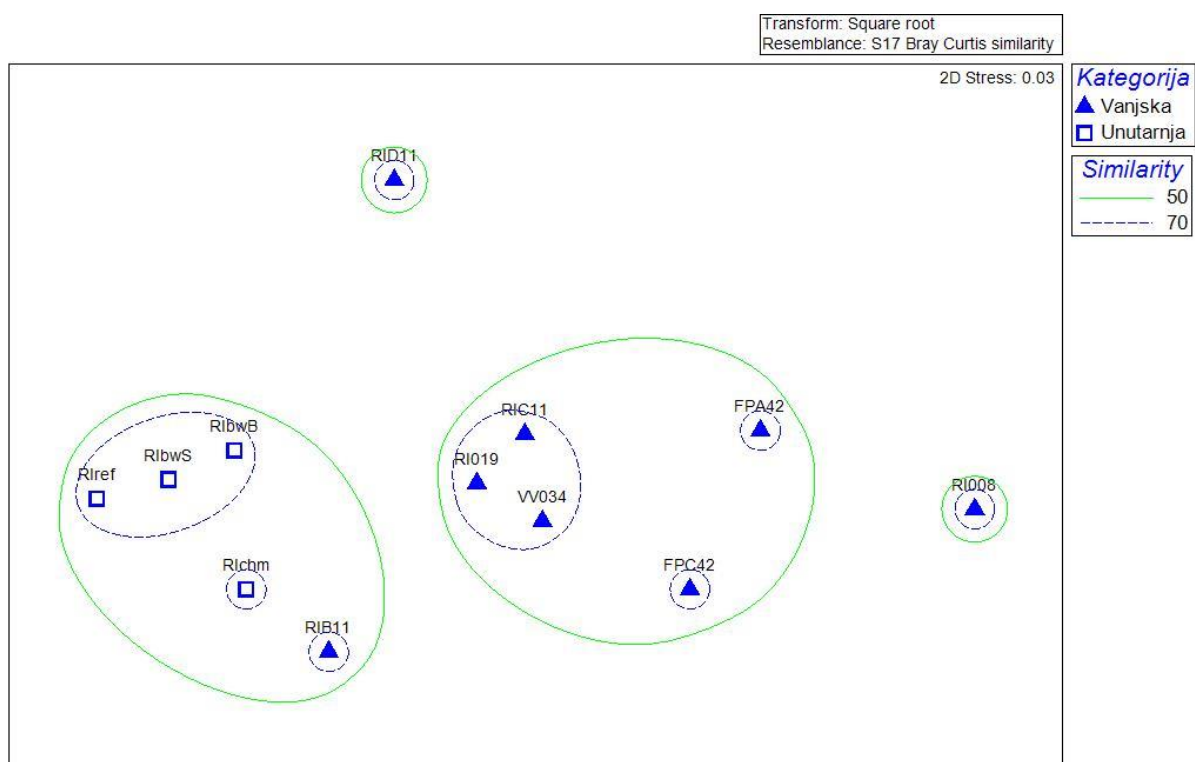 Transform: Square root
Resemblance: S17 Bray Curtis similarity
2D Stress: 0.03
Kategorija
Vanjska
Unutarnja
Similarity
50
70
RID11
RIbwB
RIbwS
RIref
RIcbm
RIB11
RIC11
RI019
VV034
FPA42
FPC42
RI008